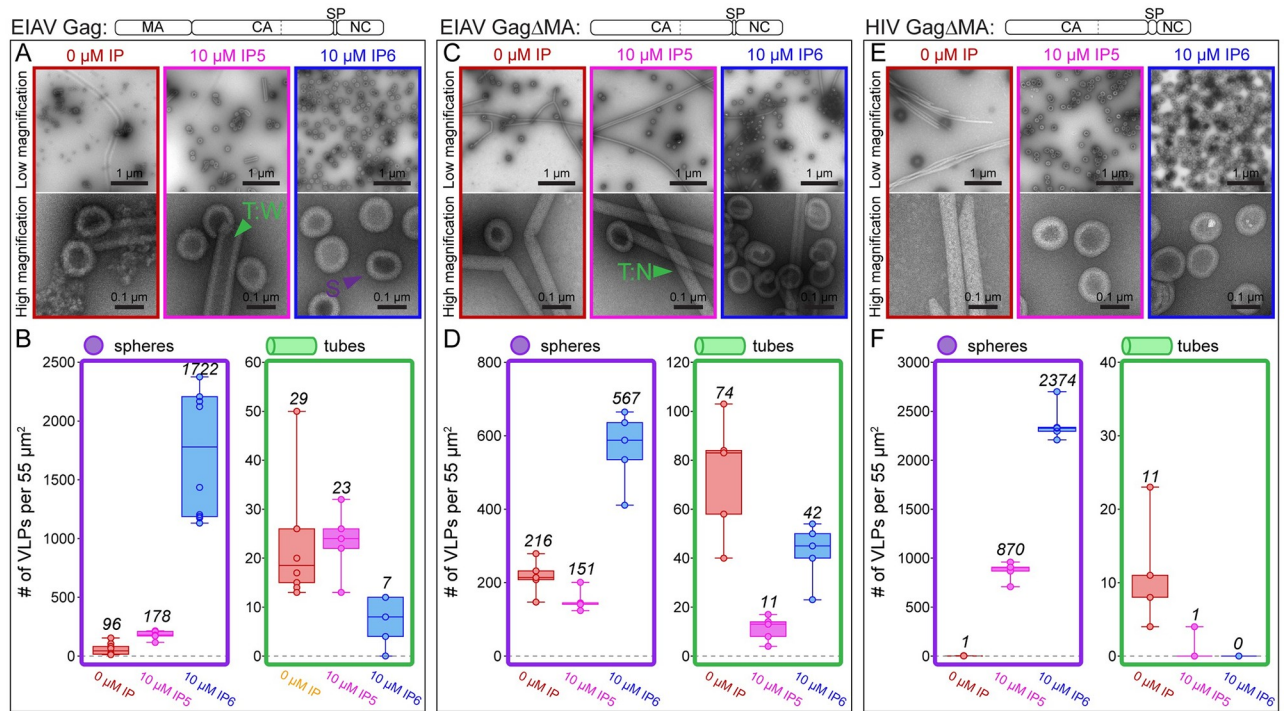 EIAV Gag:
MA
CA
SP
NC
EIAV GagΔMA:
CA
SP
NC
HIV GagΔMA:
CA
SP
NC
A
0 µM IP
10 µM IP5
10 µM IP6
Low magnification
1 µm
1 µm
1 µm
High magnification
T:W
S
0.1 µm
0.1 µm
0.1 µm
C
0 µM IP
10 µM IP5
10 µM IP6
Low magnification
1 µm
1 µm
1 µm
High magnification
T:N
0.1 µm
0.1 µm
0.1 µm
E
0 µM IP
10 µM IP5
10 µM IP6
Low magnification
1 µm
1 µm
1 µm
High magnification
0.1 µm
0.1 µm
0.1 µm
B
spheres
tubes
# of VLPs per 55 µm²
2500
2000
1500
1000
500
0
96
178
1722
0 µM IP
10 µM IP5
10 µM IP6
60
50
40
30
20
10
0
29
23
7
0 µM IP
10 µM IP5
10 µM IP6
D
spheres
tubes
# of VLPs per 55 µm²
800
600
400
200
0
216
151
567
0 µM IP
10 µM IP5
10 µM IP6
120
100
80
60
40
20
0
74
11
42
0 µM IP
10 µM IP5
10 µM IP6
F
spheres
tubes
# of VLPs per 55 µm²
3000
2500
2000
1500
1000
500
0
1
870
2374
0 µM IP
10 µM IP5
10 µM IP6
40
30
20
10
0
11
1
0
0 µM IP
10 µM IP5
10 µM IP6